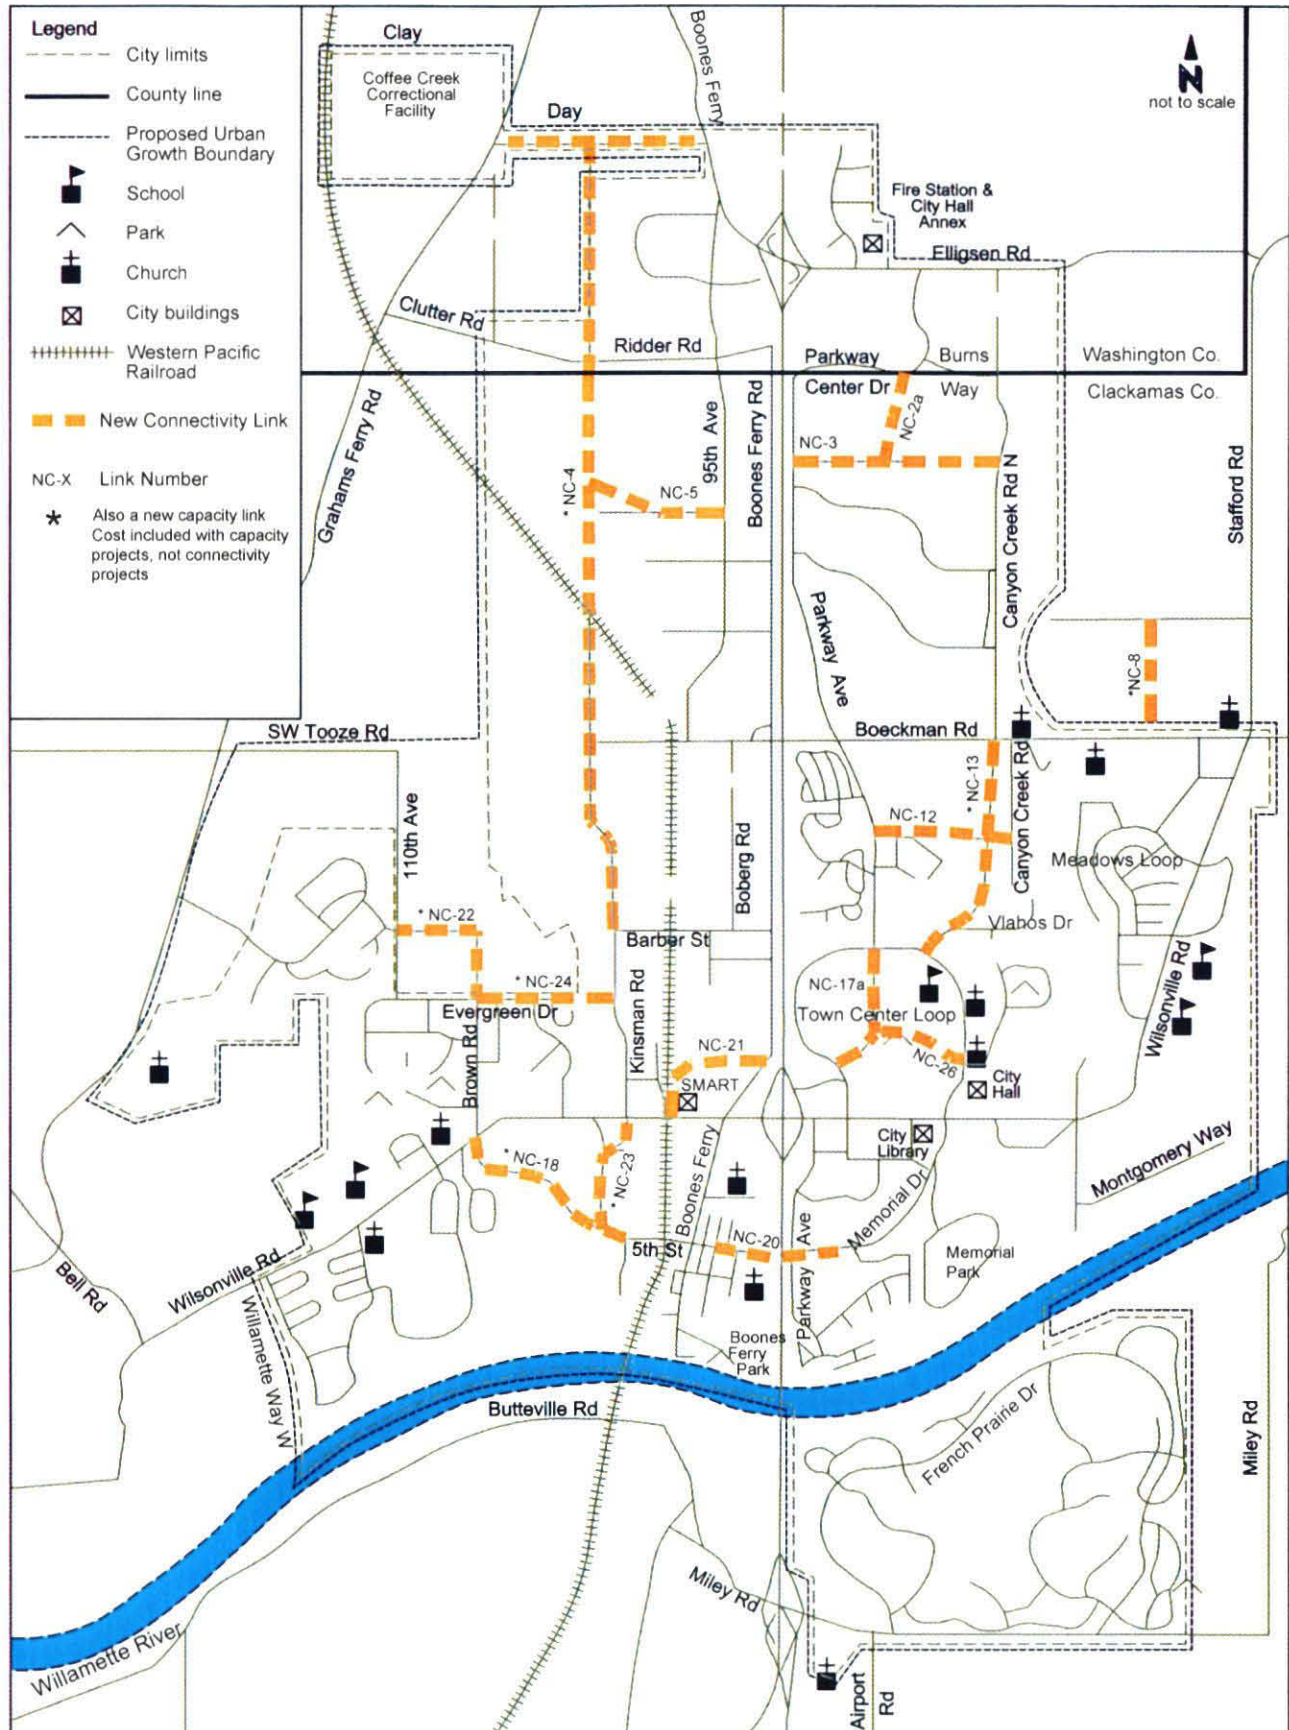 Legend
City limits
County line
Proposed Urban
Growth Boundary
School
Park
Church
City buildings
Western Pacific
Railroad
New Connectivity Link
NC-X Link Number
* Also a new capacity link
Cost included with capacity
projects, not connectivity
projects
N
not to scale
Clay
Coffee Creek
Correctional
Facility
Day
Boones Ferry
Fire Station &
City Hall
Annex
Elligsen Rd
Clutter Rd
Ridder Rd
Parkway
Center Dr
Burns
Way
Washington Co.
Clackamas Co.
Grahams Ferry Rd
* NC-4
NC-5
95th Ave
Boones Ferry Rd
NC-3
NC-2a
Canyon Creek Rd N
Stafford Rd
Parkway Ave
*NC-8
SW Tooze Rd
Boeckman Rd
110th Ave
Boberg Rd
NC-12
* NC-13
Canyon Creek Rd
Meadows Loop
Vlahos Dr
* NC-22
Barber St
* NC-24
Evergreen Dr
Brown Rd
Kinsman Rd
NC-17a
Town Center Loop
NC-21
NC-26
SMART
City
Hall
Wilsonville Rd
City
Library
Montgomery Way
* NC-18
* NC-23
Boones Ferry
5th St
NC-20
Parkway Ave
Memorial Dr
Memorial
Park
Bell Rd
Wilsonville Rd
Willamette Way W
Boones
Ferry
Park
Butteville Rd
French Prairie Dr
Miley Rd
Miley Rd
Willamette River
Airport
Rd